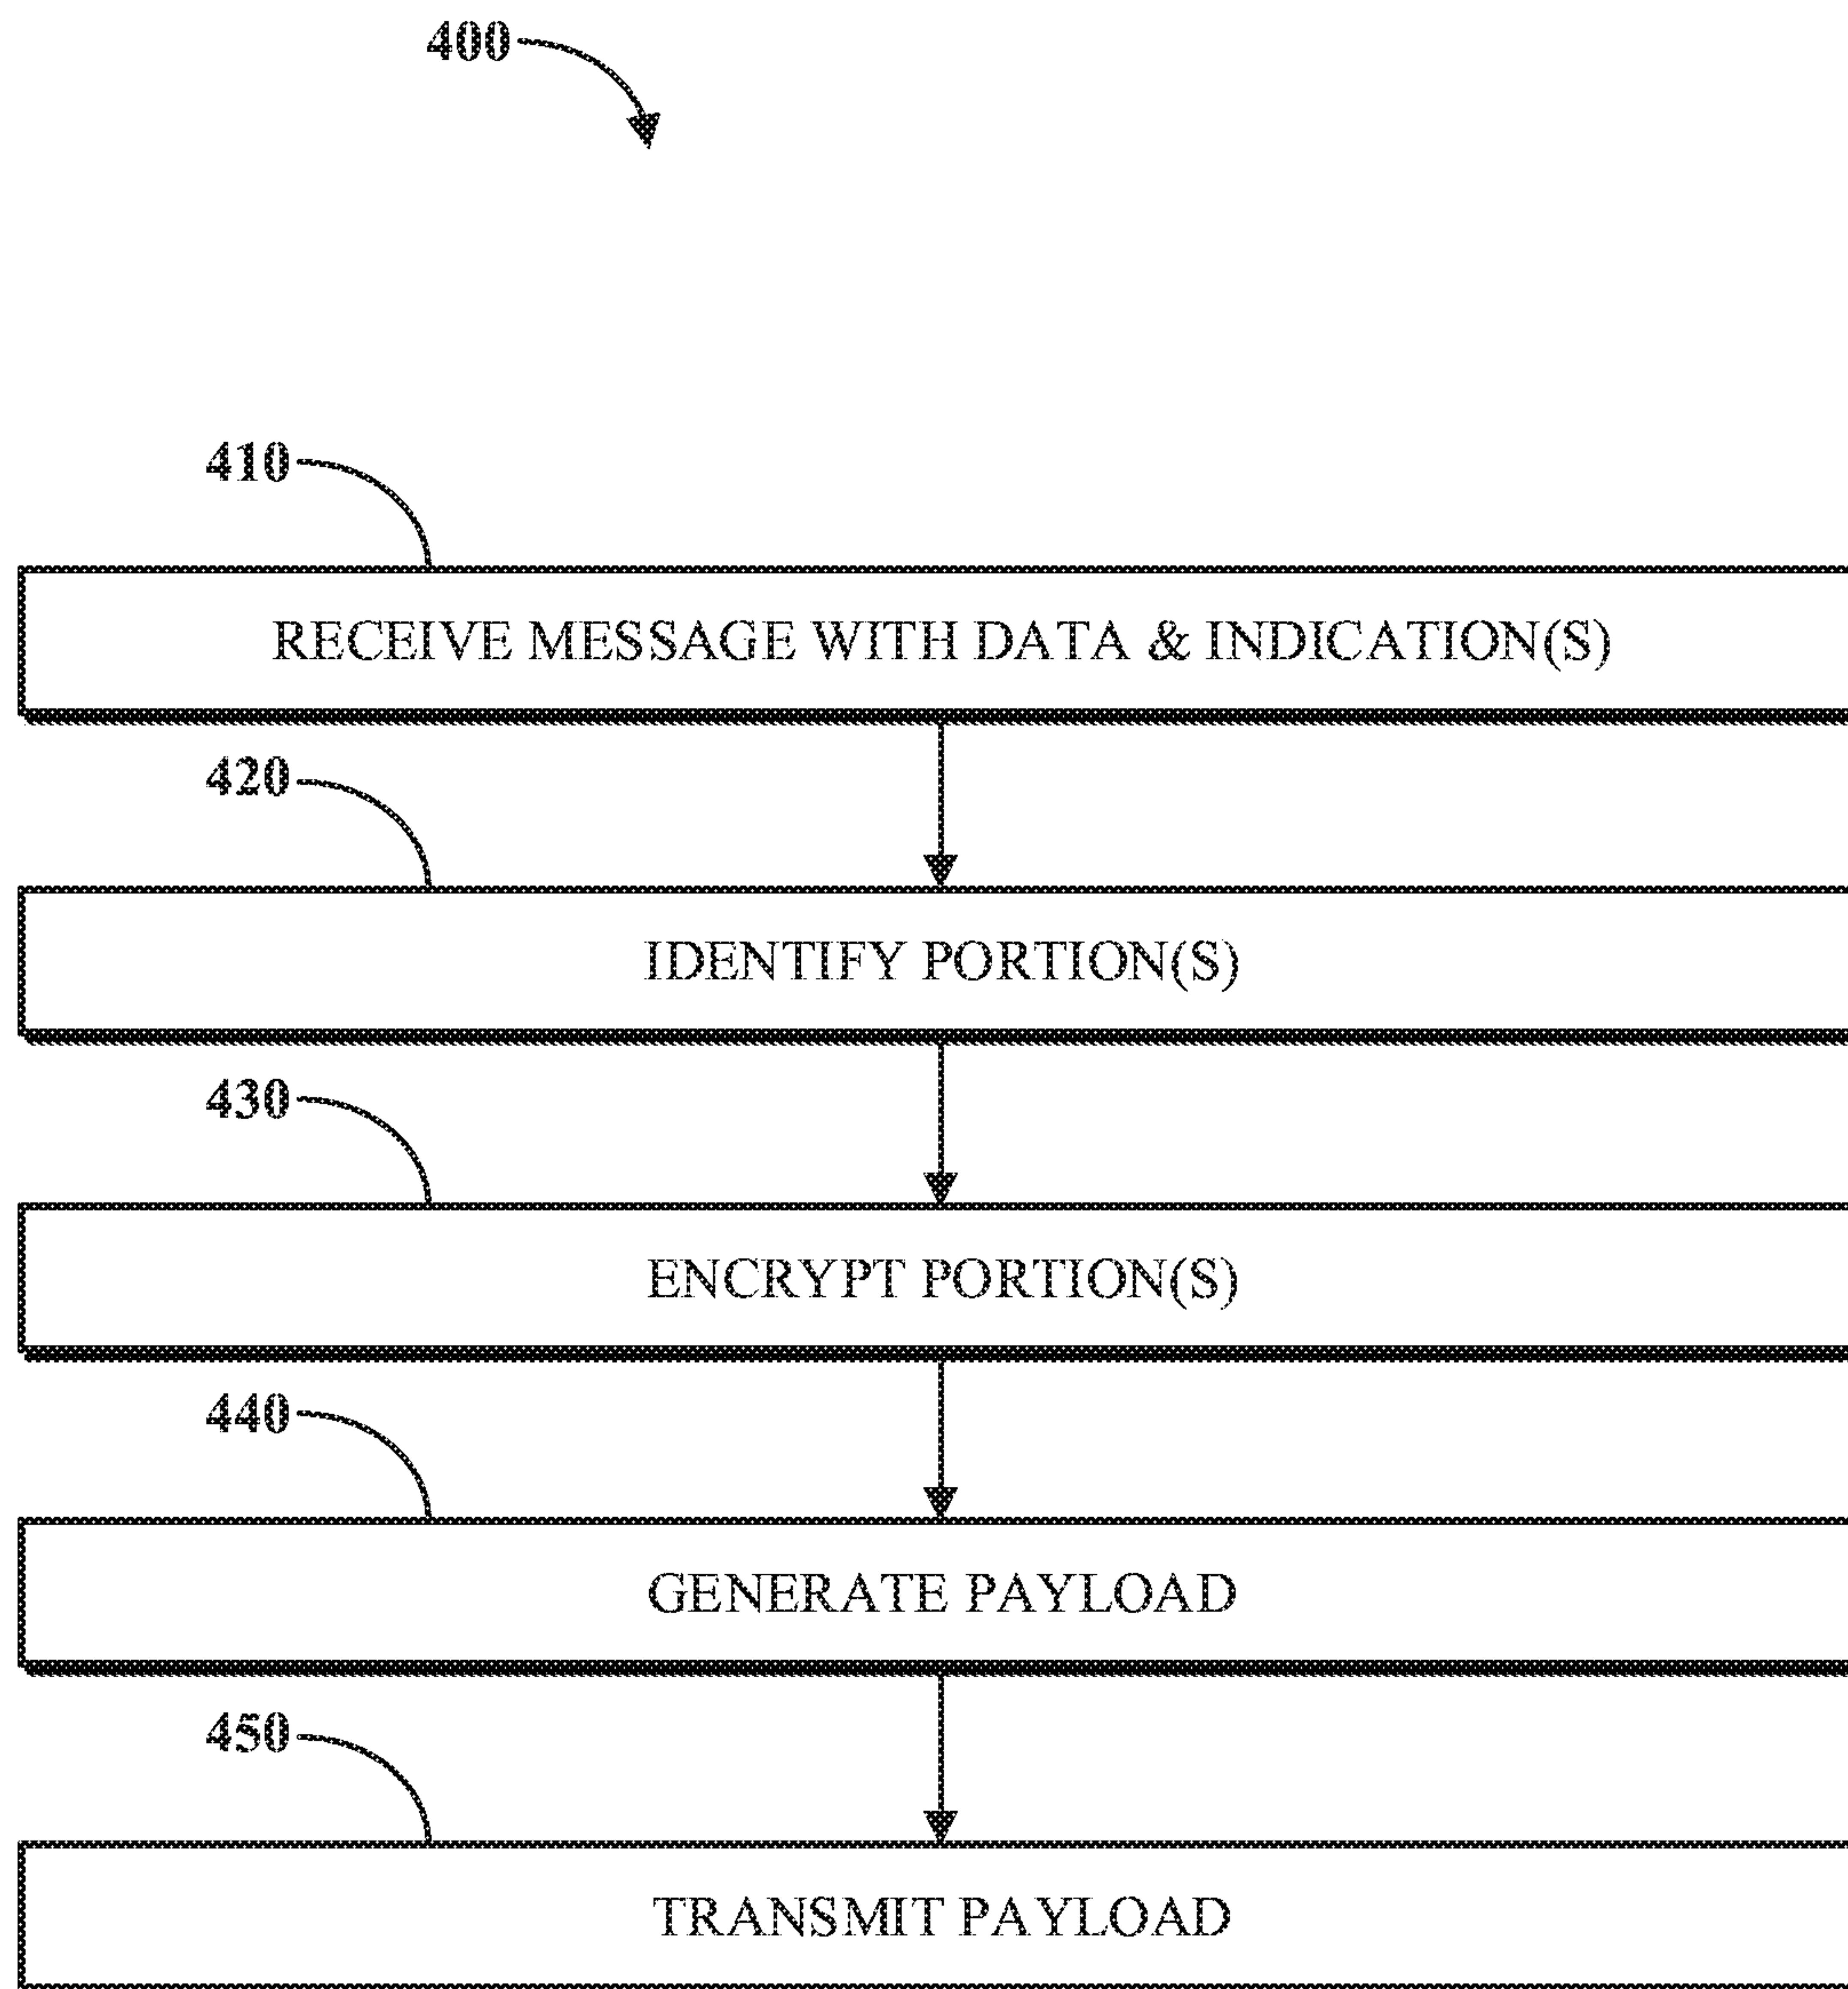 400
410
RECEIVE MESSAGE WITH DATA & INDICATION(S)
420
IDENTIFY PORTION(S)
430
ENCRYPT PORTION(S)
440
GENERATE PAYLOAD
450
TRANSMIT PAYLOAD